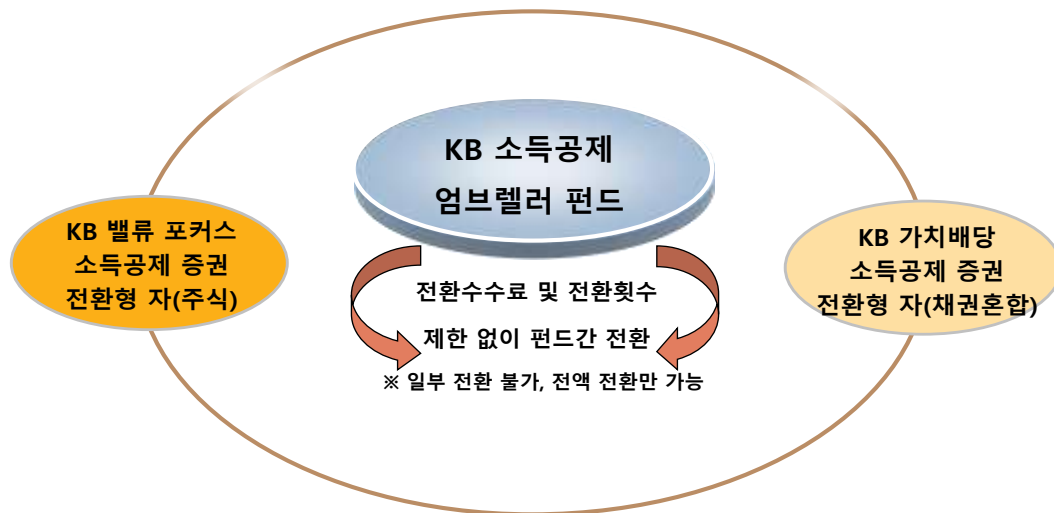 KB 소득공제
엄브렐러 펀드
KB 밸류 포커스
소득공제 증권
전환형 자(주식)
KB 가치배당
소득공제 증권
전환형 자(채권혼합)
전환수수료 및 전환횟수
제한 없이 펀드간 전환
※ 일부 전환 불가, 전액 전환만 가능